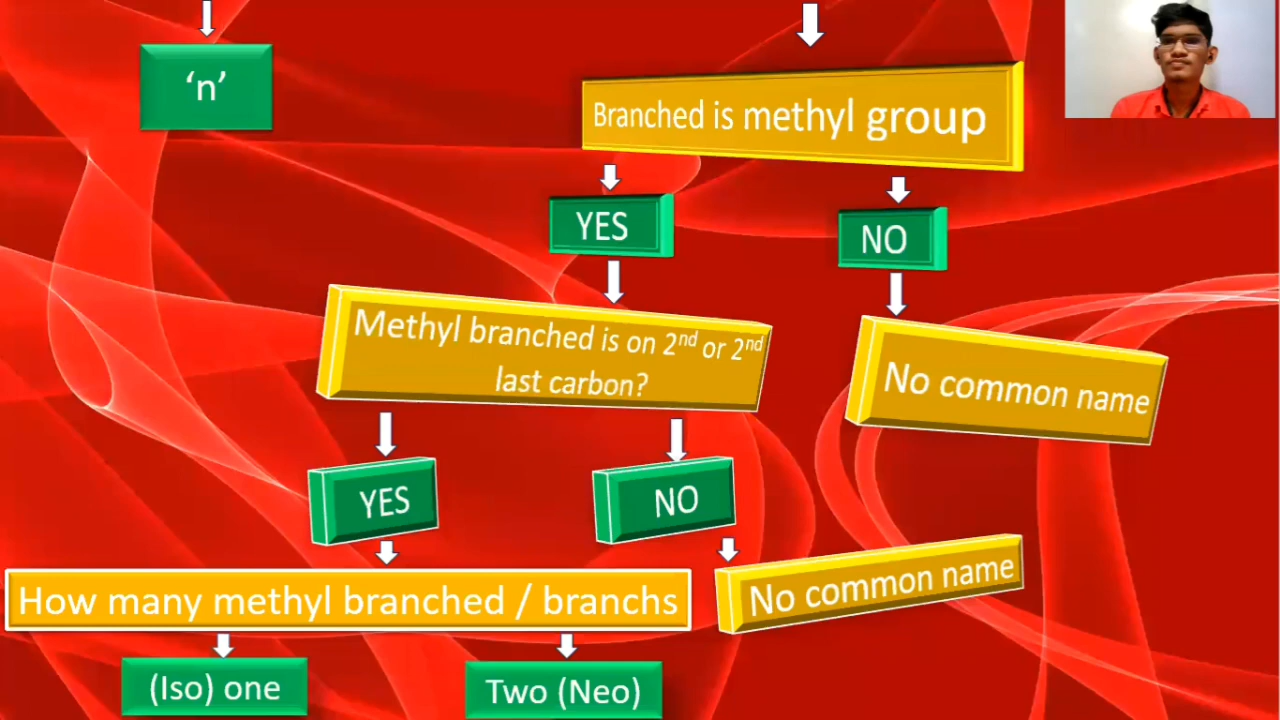 ‘n’
Branched is methyl group
YES
NO
Methyl branched is on 2nd or 2nd
last carbon?
No common name
YES
NO
How many methyl branched / branchs
No common name
(Iso) one
Two (Neo)